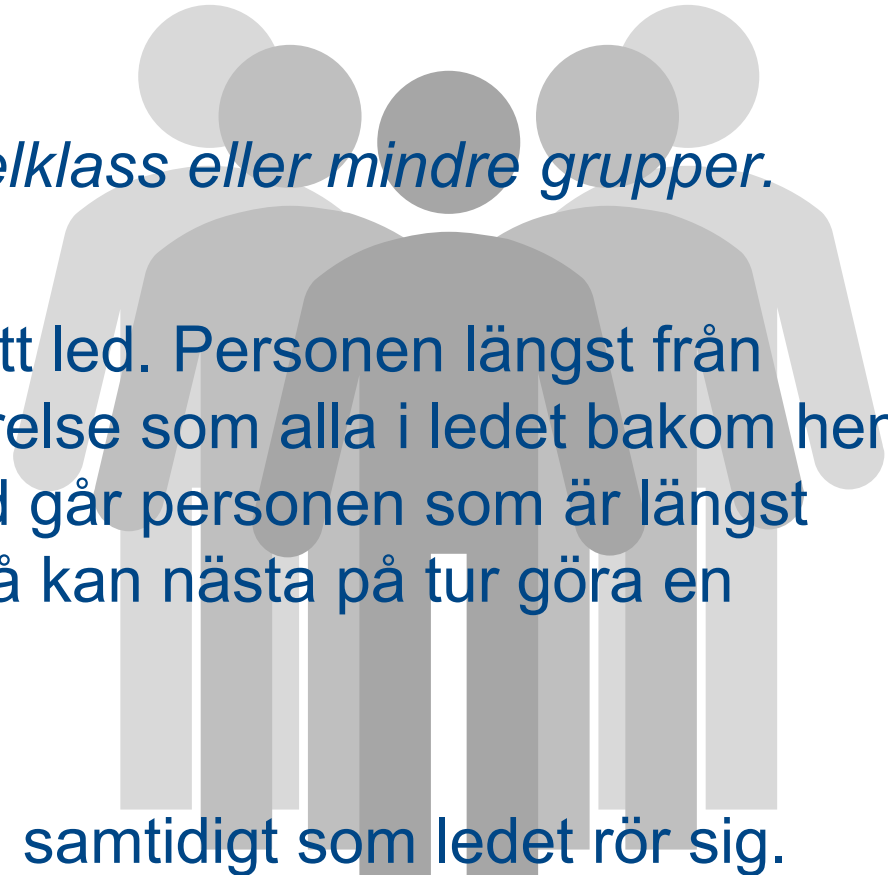 elklass eller mindre grupper.
tt led. Personen längst från
relse som alla i ledet bakom hen
d går personen som är längst
å kan nästa på tur göra en
samtidigt som ledet rör sig.